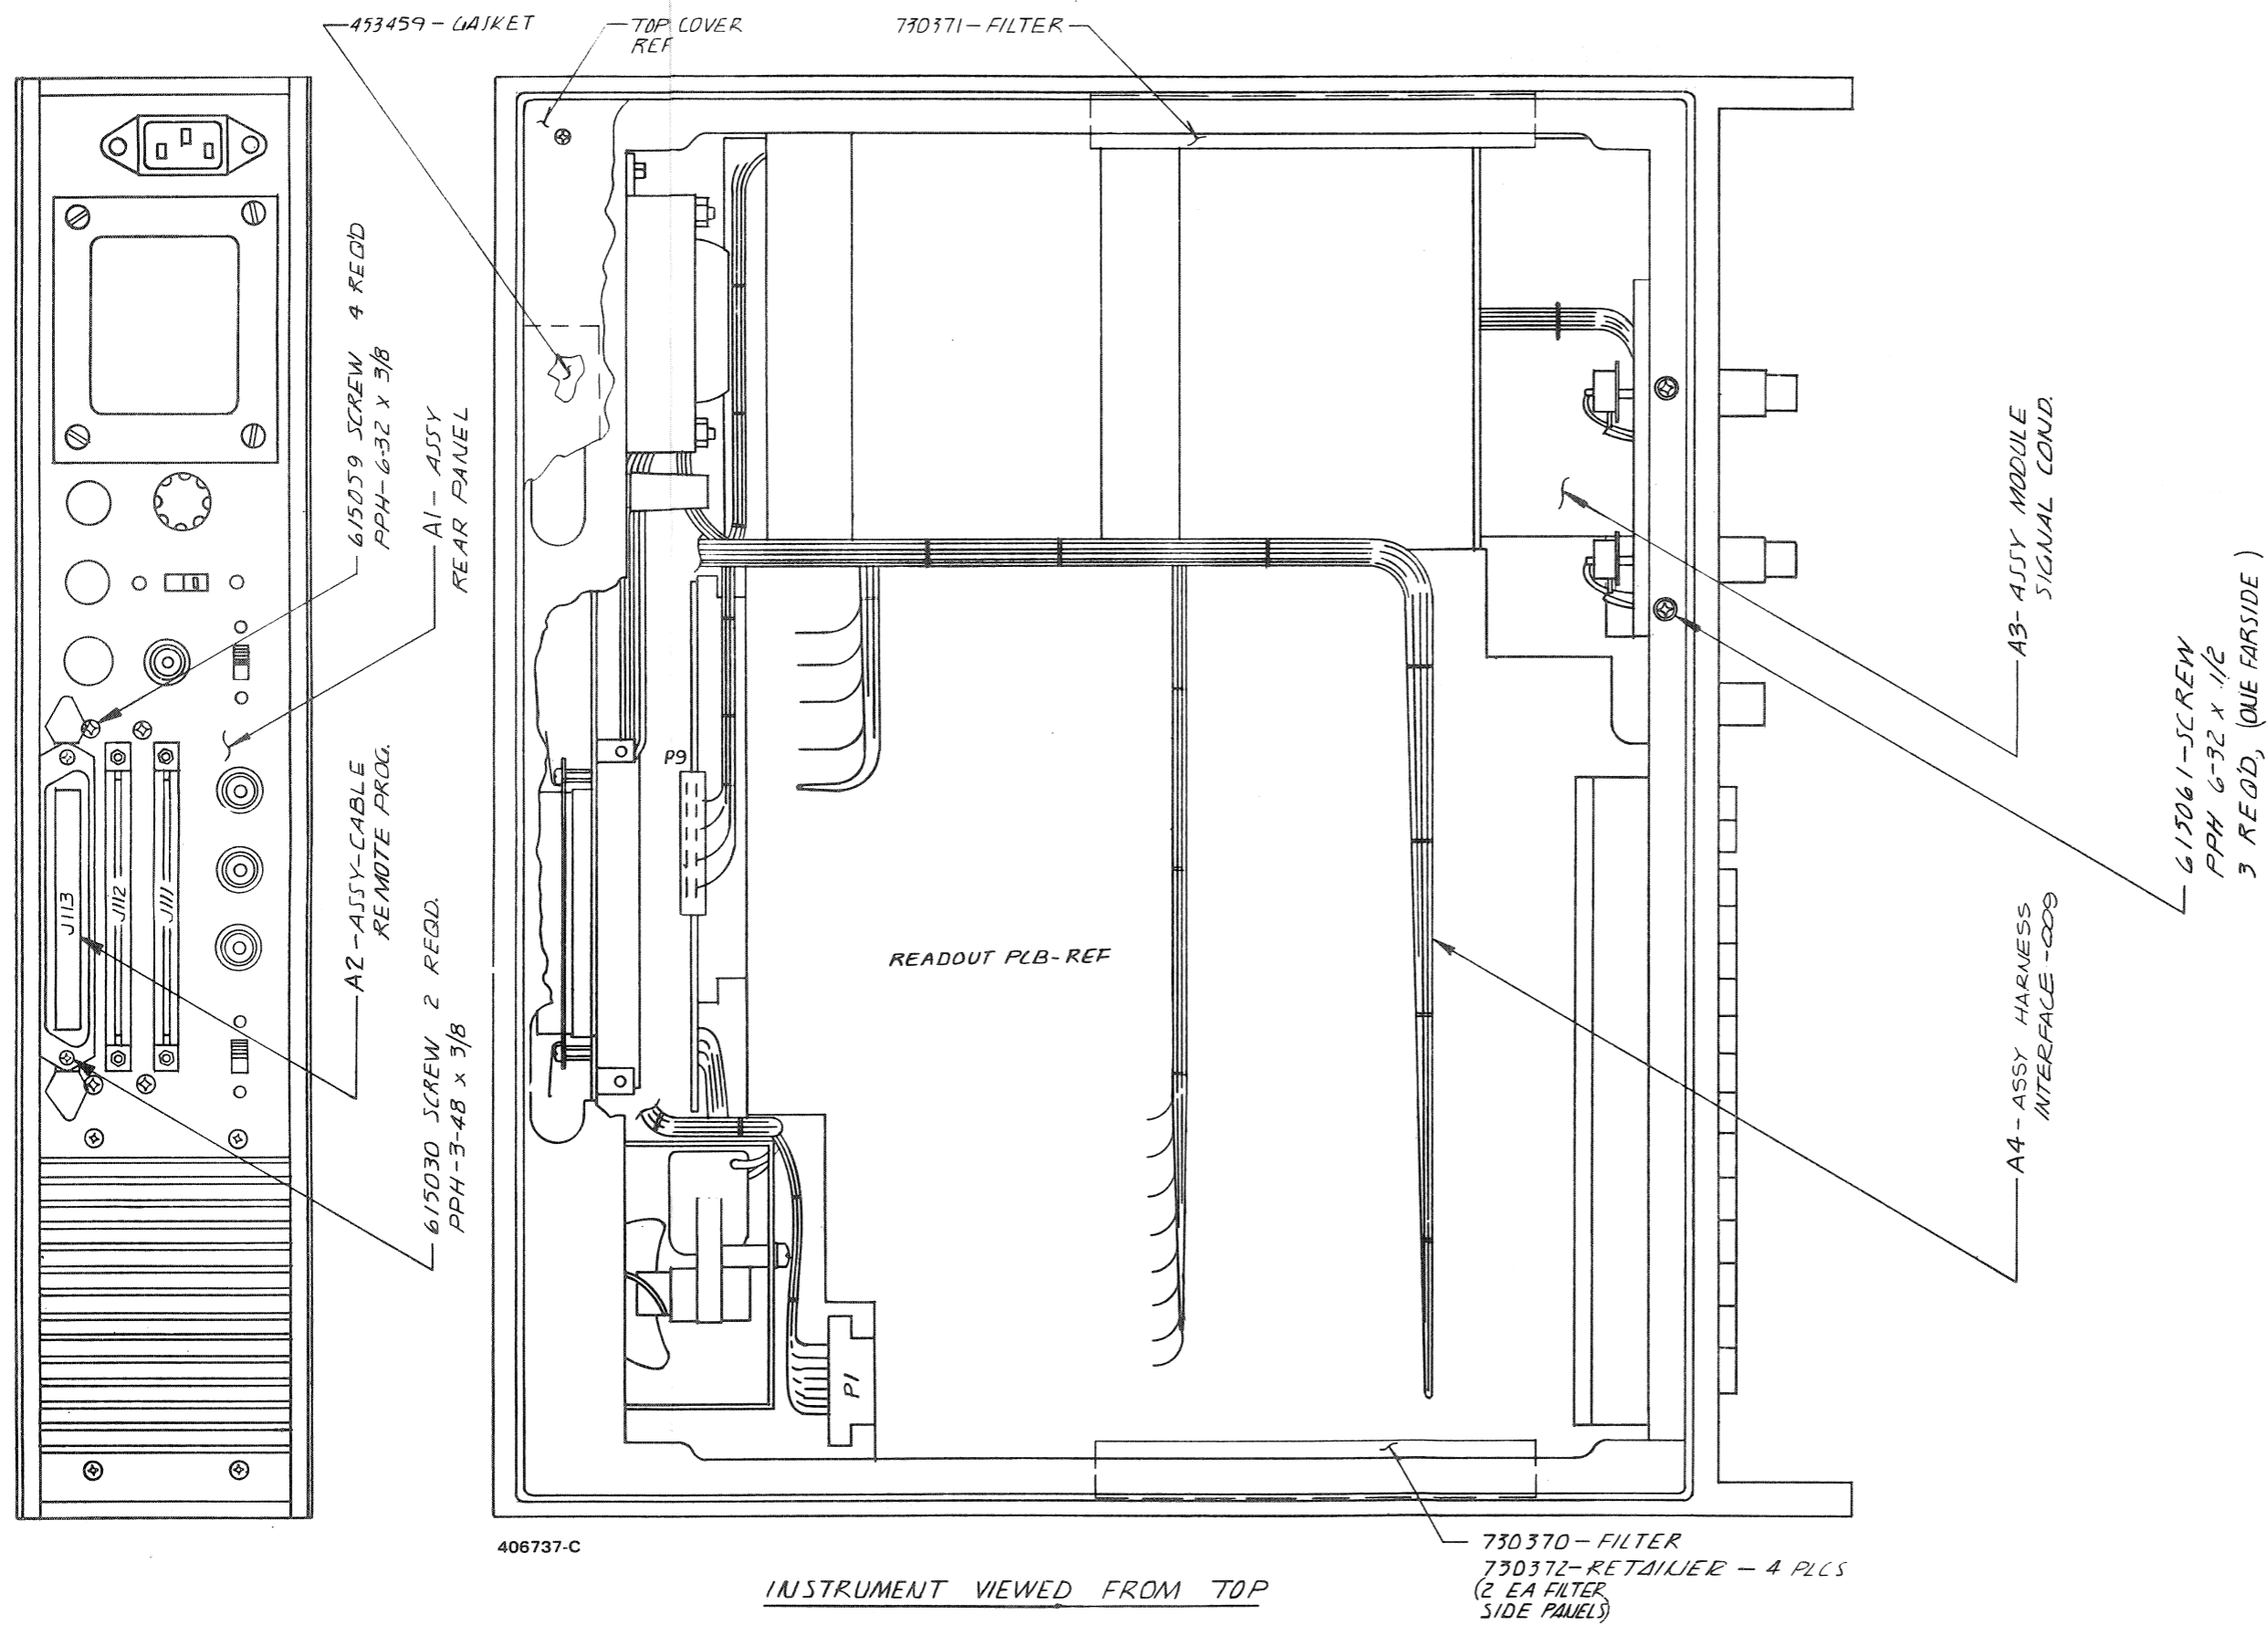 453459-GASKET
TOP COVER
REF
730371-FILTER
615059 SCREW 4 REQD
PPH-6-32 x 3/8
A1-ASSY
REAR PANEL
A2-ASSY-CABLE
REMOTE PROG.
615030 SCREW 2 REQD.
PPH-3-48 x 3/8
J113
J112
J111
P9
READOUT PCB-REF
P1
A3-ASSY MODULE
SIGNAL COND.
615061-SCREW
PPH 6-32 x 1/2
3 REQD, (ONE FARSIDE)
A4-ASSY HARNESS
INTERFACE-009
406737-C
INSTRUMENT VIEWED FROM TOP
730370-FILTER
730372-RETAINER - 4 PLCS
(2 EA FILTER
SIDE PANELS)